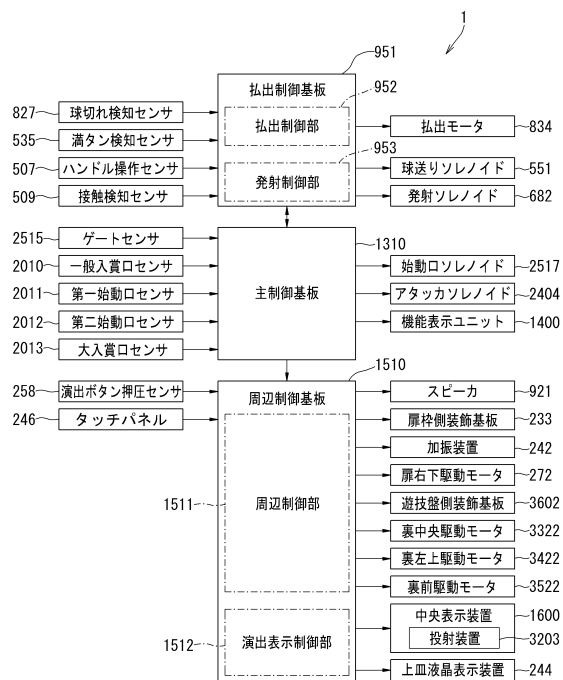 1
951
払出制御基板
952
払出制御部
827 球切れ検知センサ
535 満タン検知センサ
払出モータ 834
953
507 ハンドル操作センサ
発射制御部
球送りソレノイド 551
509 接触検知センサ
発射ソレノイド 682
2515 ゲートセンサ
1310
2010 一般入賞口センサ
始動口ソレノイド 2517
2011 第一始動口センサ
主制御基板
アタッカソレノイド 2404
2012 第二始動口センサ
機能表示ユニット 1400
2013 大入賞口センサ
1510
258 演出ボタン押圧センサ
周辺制御基板
スピーカ 921
246 タッチパネル
扉枠側装飾基板 233
加振装置 242
扉右下駆動モータ 272
1511 周辺制御部
遊技盤側装飾基板 3602
裏中央駆動モータ 3322
裏左上駆動モータ 3422
裏前駆動モータ 3522
中央表示装置 1600
投射装置 3203
1512 演出表示制御部
上皿液晶表示装置 244